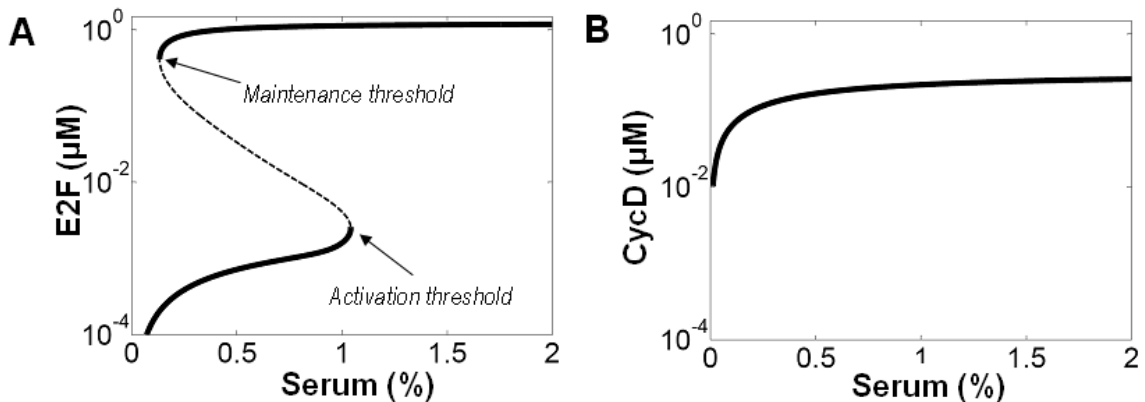 A
E2F (µM)
10^0
10^-2
10^-4
Maintenance threshold
Activation threshold
0
0.5
1
1.5
2
Serum (%)
B
CycD (µM)
10^0
10^-2
10^-4
0
0.5
1
1.5
2
Serum (%)